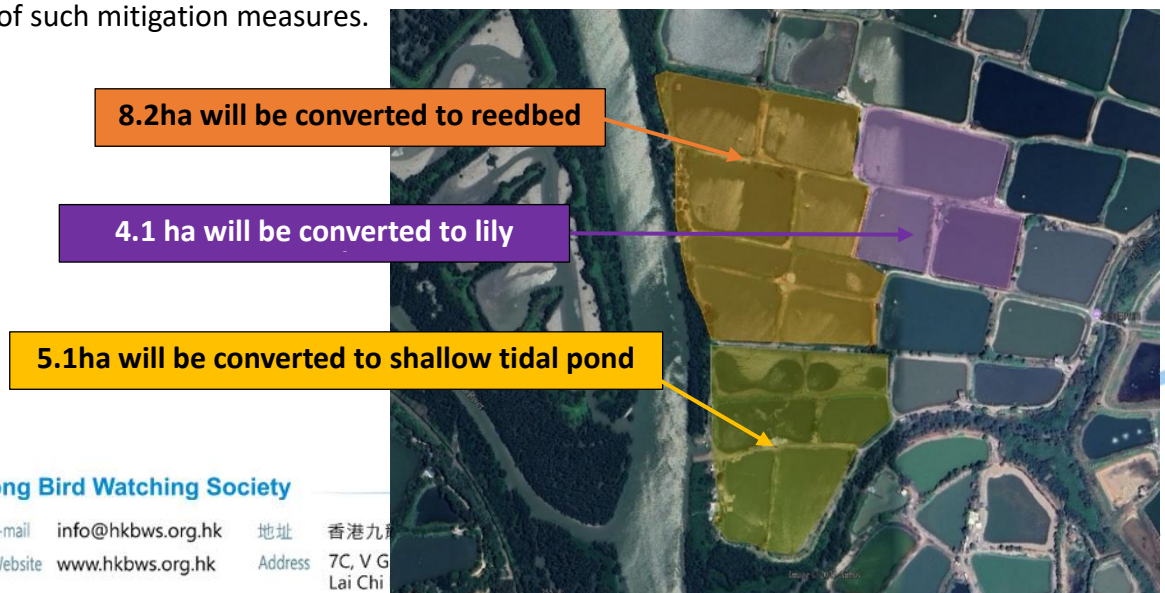 of such mitigation measures.
8.2ha will be converted to reedbed
4.1 ha will be converted to lily
5.1ha will be converted to shallow tidal pond
ong Bird Watching Society
-mail info@hkbws.org.hk 地址 香港九
Website www.hkbws.org.hk Address 7C, V G
Lai Chi